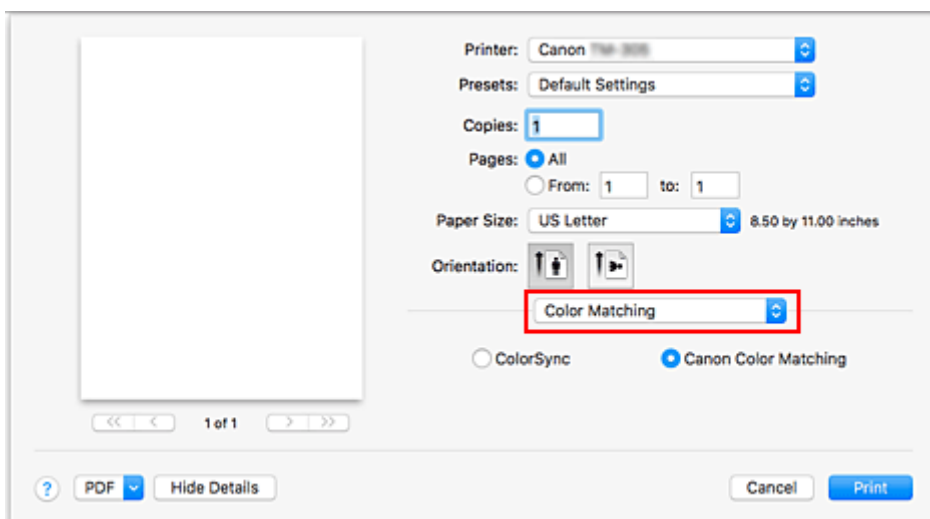 Printer: Canon
Presets: Default Settings
Copies: 1
Pages: All
From: 1 to: 1
Paper Size: US Letter 8.50 by 11.00 inches
Orientation:
Color Matching
ColorSync Canon Color Matching
<< < 1 of 1 > >>
? PDF Hide Details Cancel Print